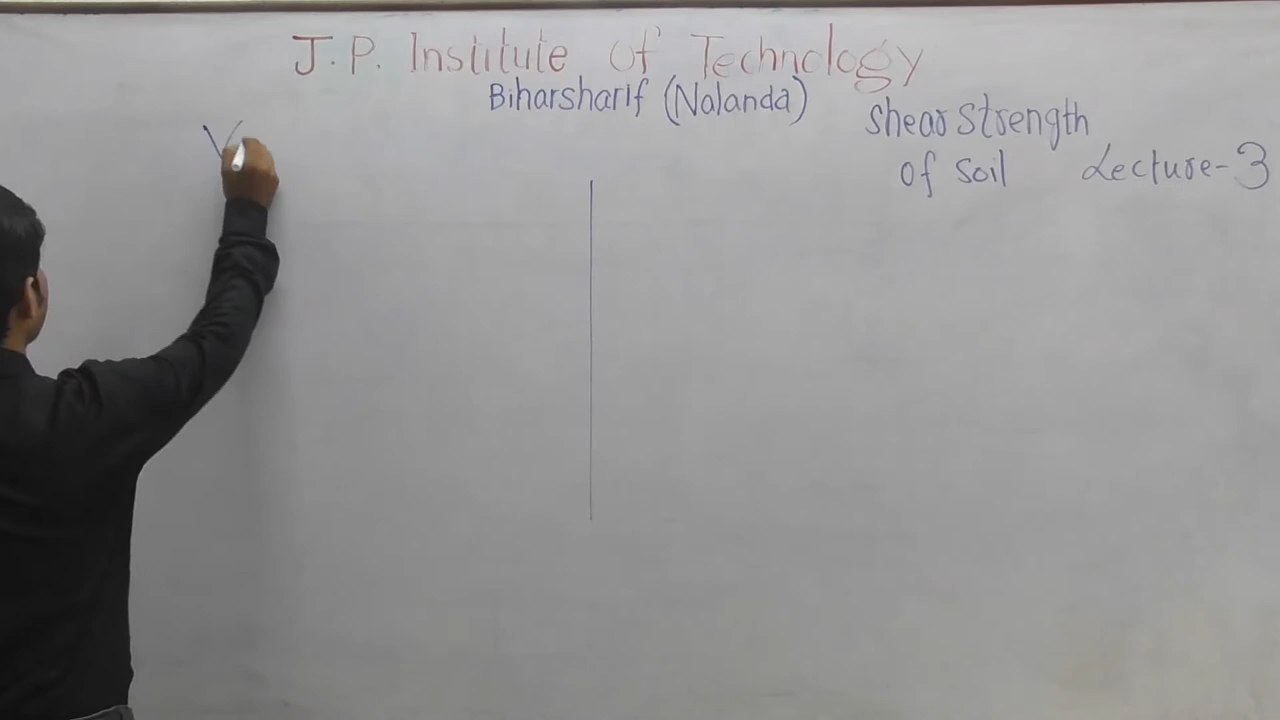 J.P. Institute of Technology
Biharsharif (Nalanda)
Shear Strength
of Soil Lecture-3
V